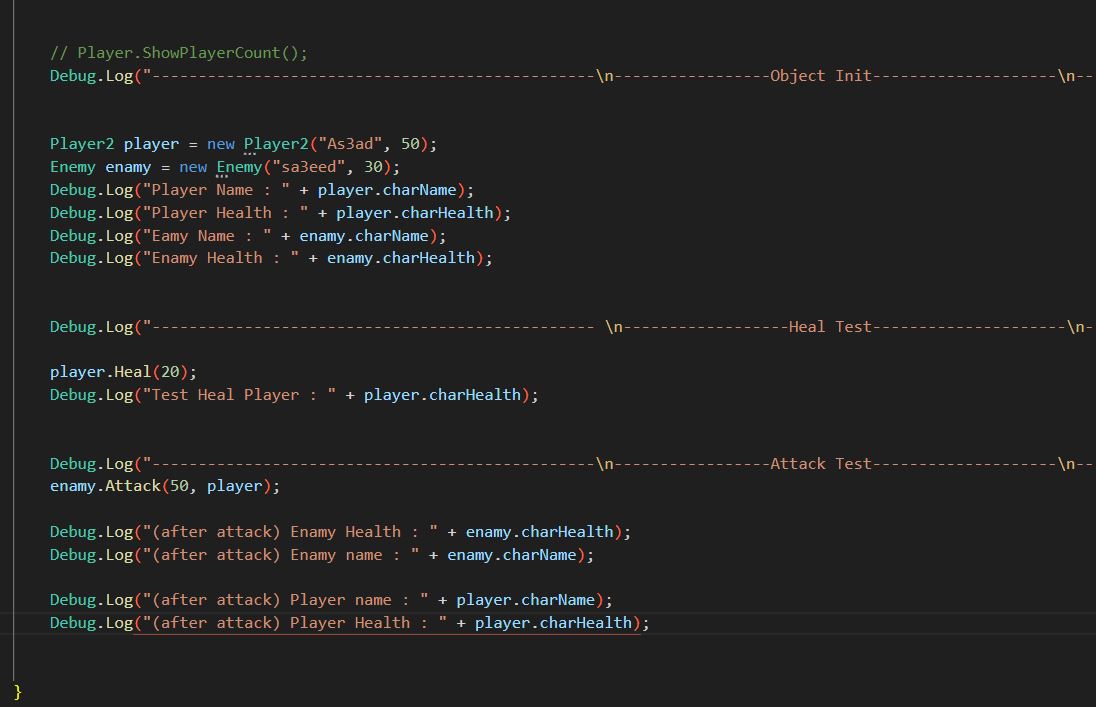 // Player.ShowPlayerCount();
Debug.Log("------------------------------------------------\n-----------------Object Init--------------------\n--
Player2 player = new Player2("As3ad", 50);
Enemy enamy = new Enemy("sa3eed", 30);
Debug.Log("Player Name : " + player.charName);
Debug.Log("Player Health : " + player.charHealth);
Debug.Log("Eamy Name : " + enamy.charName);
Debug.Log("Enamy Health : " + enamy.charHealth);
Debug.Log("------------------------------------------------ \n------------------Heal Test---------------------\n-
player.Heal(20);
Debug.Log("Test Heal Player : " + player.charHealth);
Debug.Log("------------------------------------------------\n-----------------Attack Test--------------------\n--
enamy.Attack(50, player);
Debug.Log("(after attack) Enamy Health : " + enamy.charHealth);
Debug.Log("(after attack) Enamy name : " + enamy.charName);
Debug.Log("(after attack) Player name : " + player.charName);
Debug.Log("(after attack) Player Health : " + player.charHealth);
}